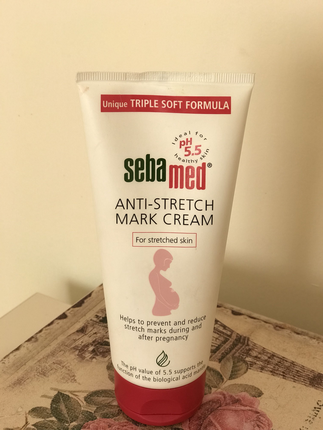 Unique TRIPLE SOFT FORMULA
ideal for
pH
5.5
healthy skin
sebamed®
ANTI-STRETCH
MARK CREAM
For stretched skin
Helps to prevent and reduce
stretch marks during and
after pregnancy
The pH value of 5.5 supports the
function of the biological acid